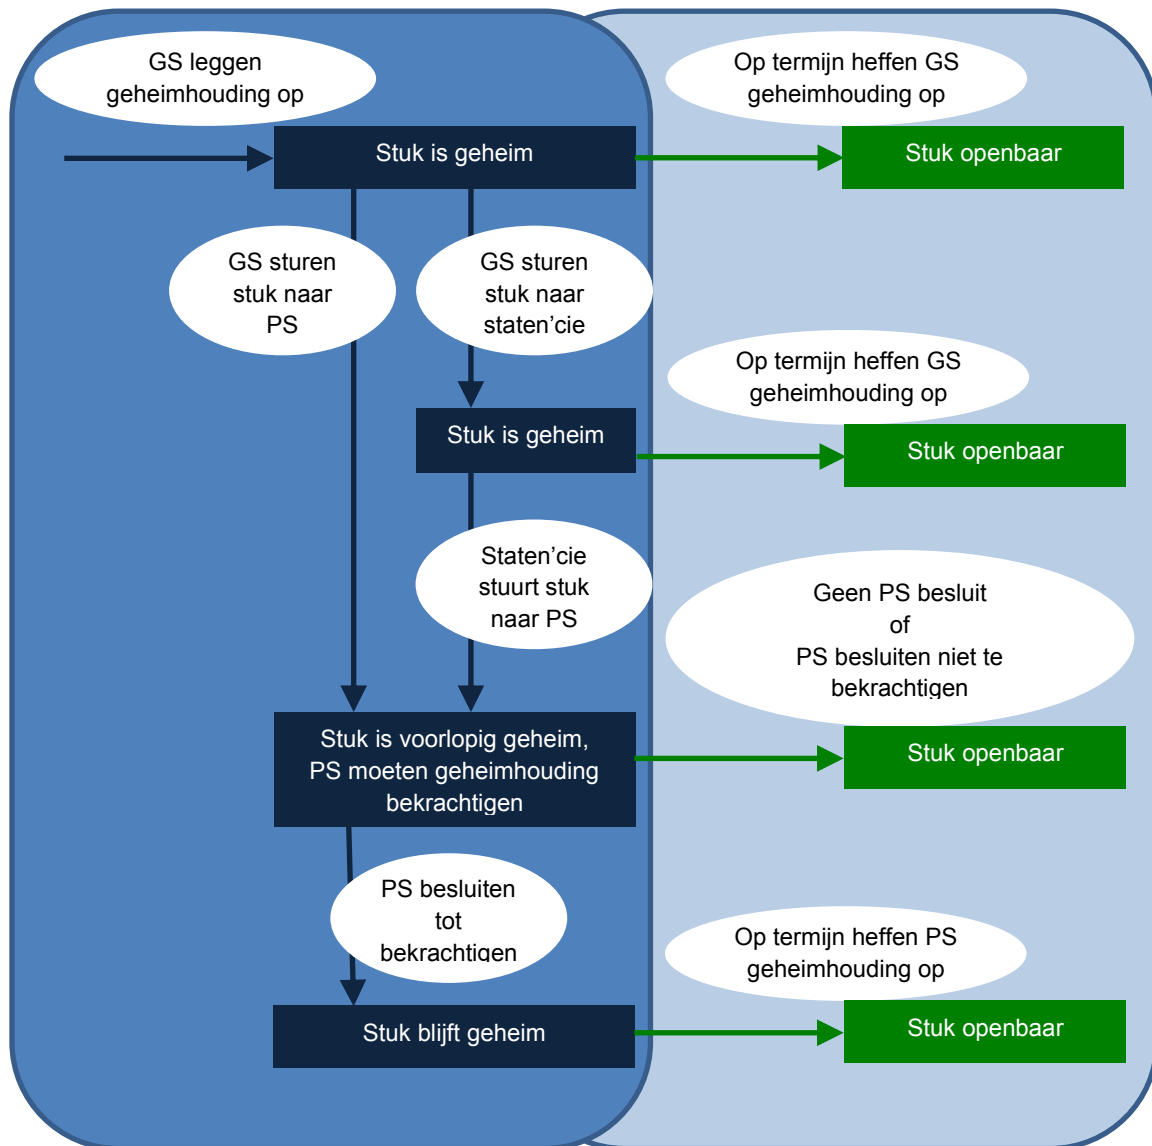 GS leggen
geheimhouding op
Op termijn heffen GS
geheimhouding op
Stuk is geheim
Stuk openbaar
GS sturen
stuk naar
PS
GS sturen
stuk naar
staten’cie
Op termijn heffen GS
geheimhouding op
Stuk is geheim
Stuk openbaar
Staten’cie
stuurt stuk
naar PS
Geen PS besluit
of
PS besluiten niet te
bekrachtigen
Stuk is voorlopig geheim,
PS moeten geheimhouding
bekrachtigen
Stuk openbaar
PS besluiten
tot
bekrachtigen
Op termijn heffen PS
geheimhouding op
Stuk blijft geheim
Stuk openbaar